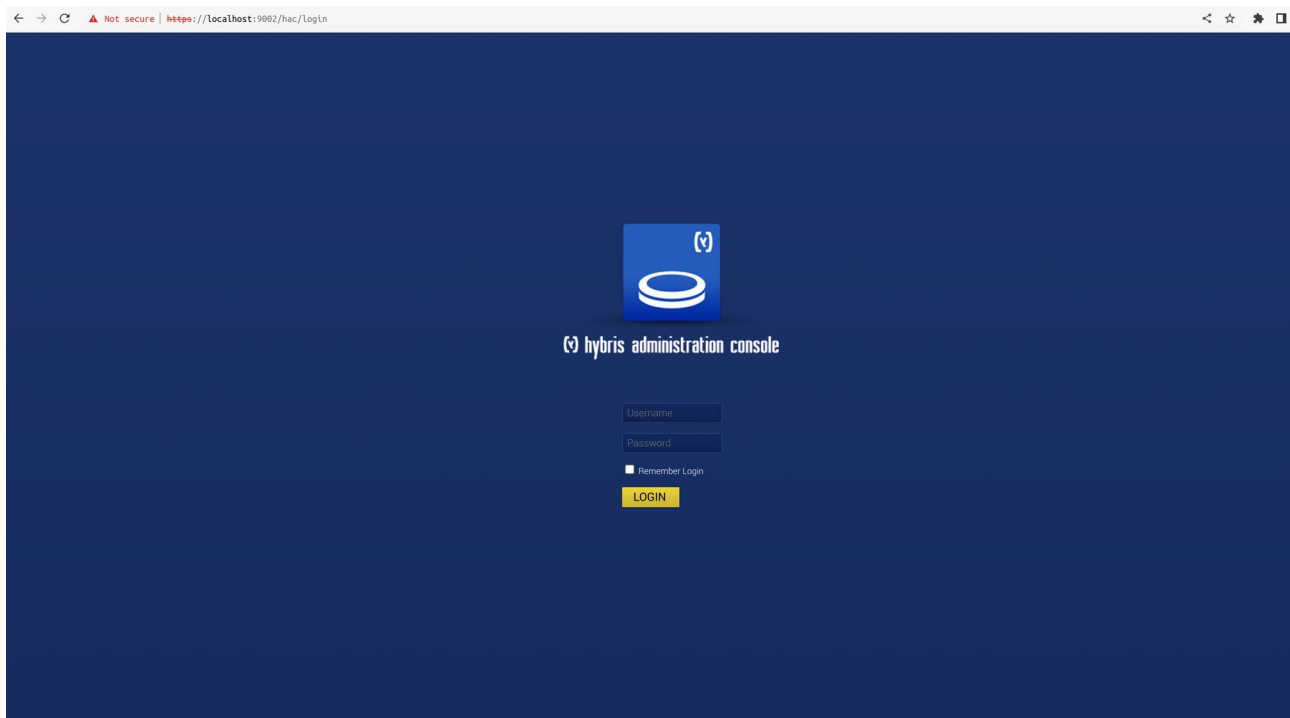 Not secure https://localhost:9002/hac/login
(y)
(y) hybris administration console
Username
Password
Remember Login
LOGIN